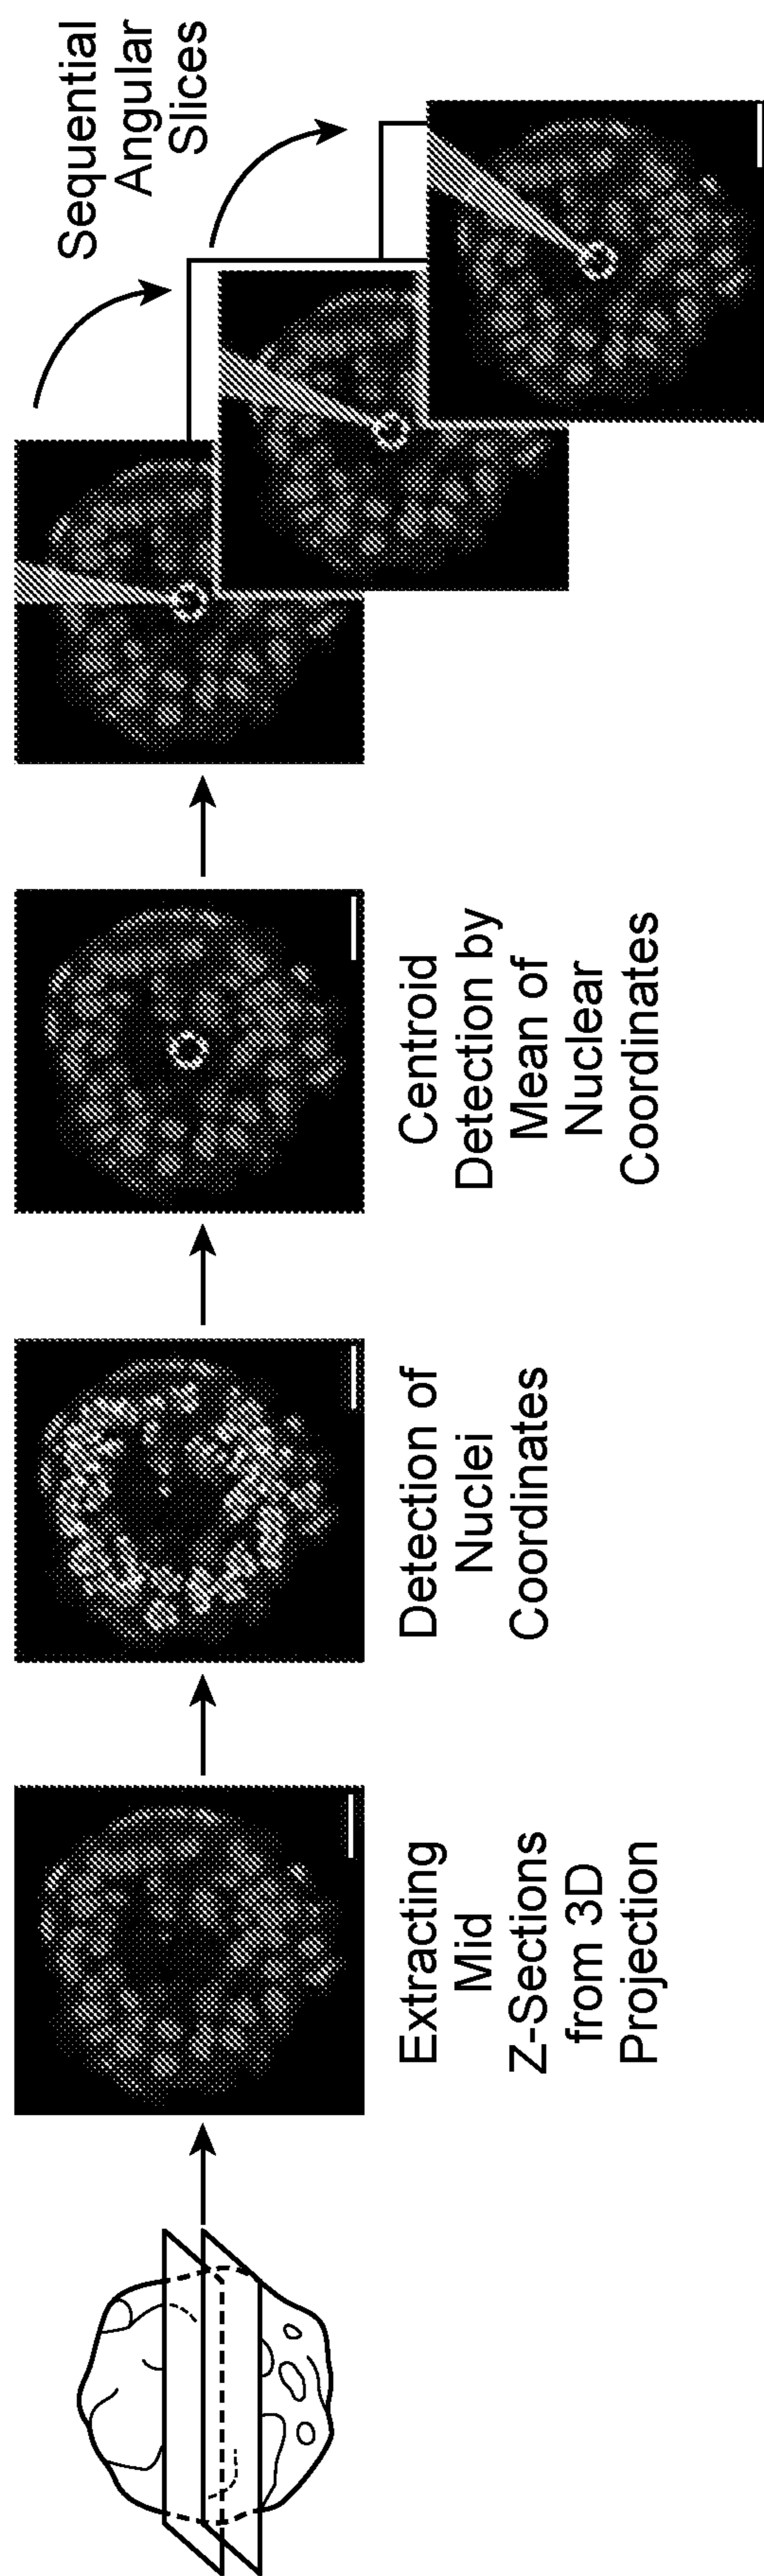 Extracting
Mid
Z-Sections
from 3D
Projection
Detection of
Nuclei
Coordinates
Centroid
Detection by
Mean of
Nuclear
Coordinates
Sequential
Angular
Slices